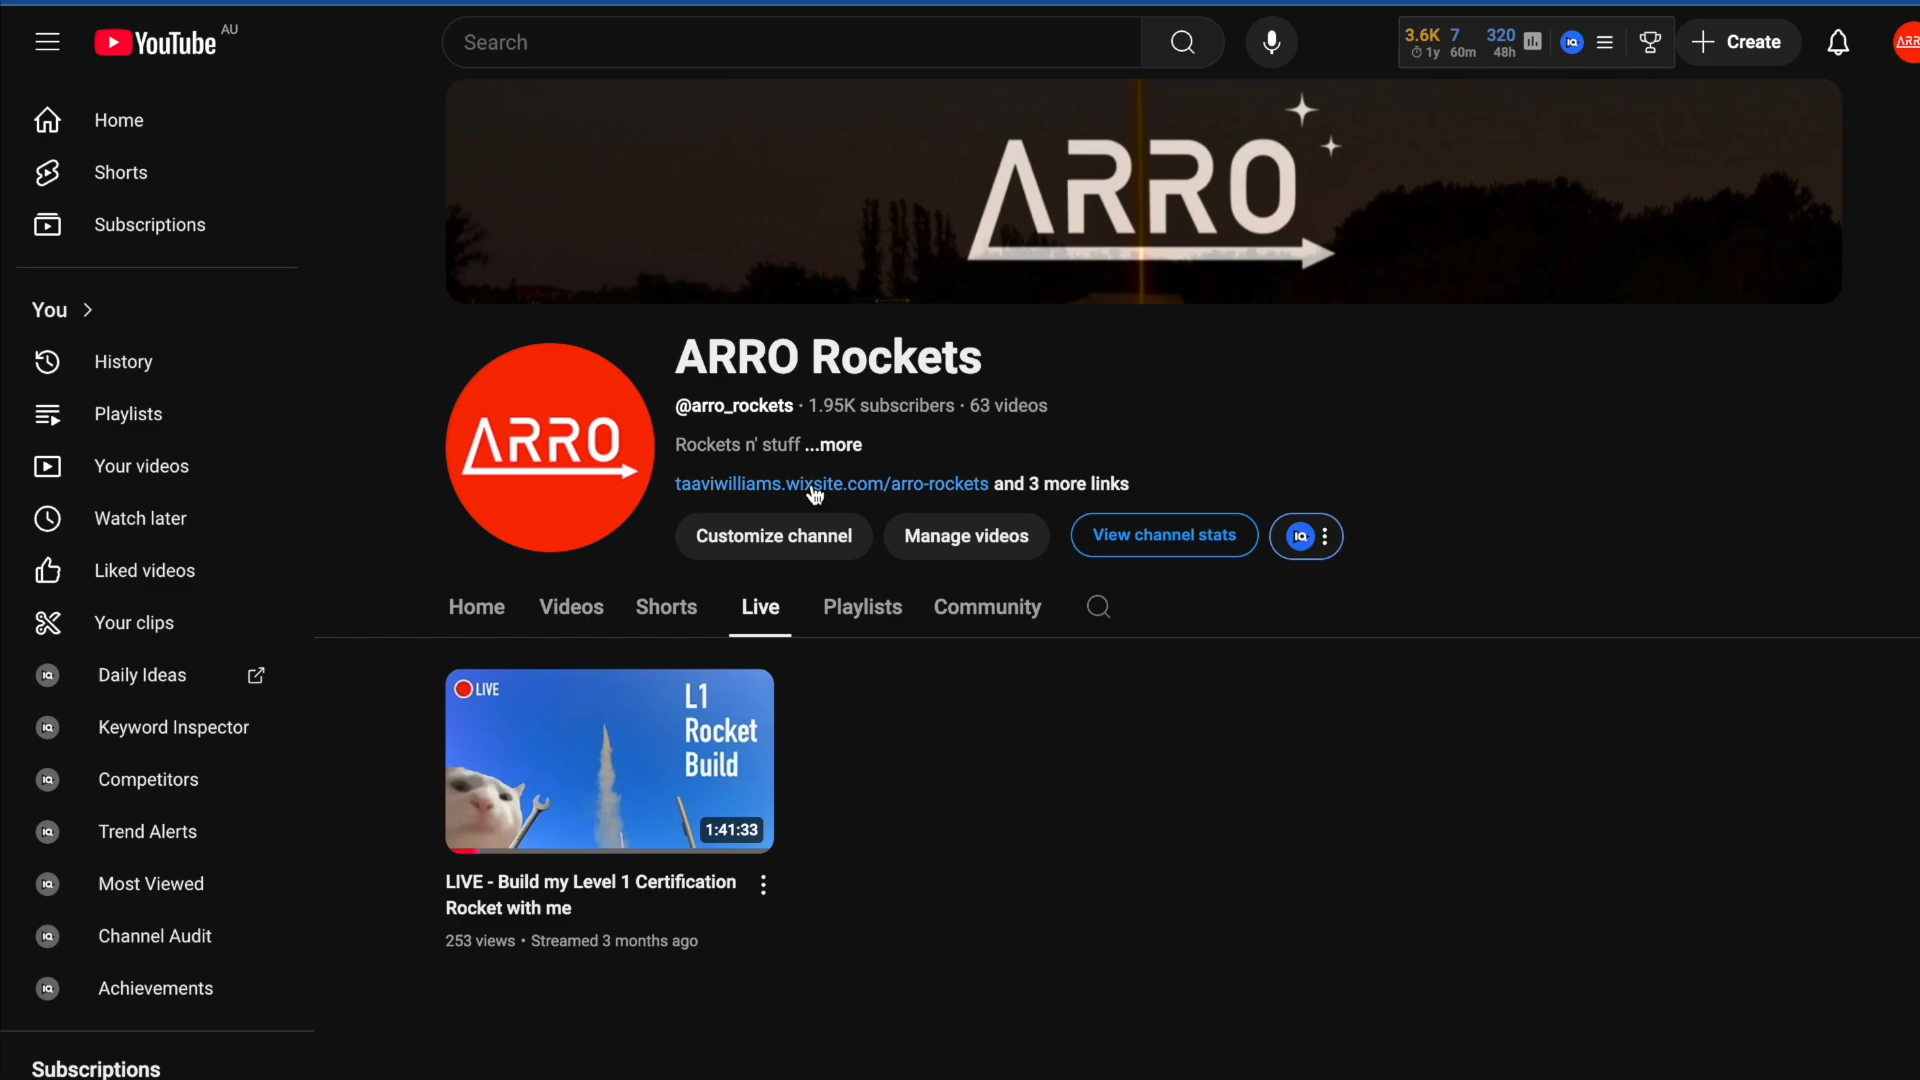 YouTube AU
Search
3.6K 7 320
1y 60m 48h
Create
ARRO
Home
Shorts
Subscriptions
ARRO
You
History
Playlists
Your videos
Watch later
Liked videos
Your clips
Daily Ideas
Keyword Inspector
Competitors
Trend Alerts
Most Viewed
Channel Audit
Achievements
Subscriptions
ARRO
ARRO Rockets
@arro_rockets · 1.95K subscribers · 63 videos
Rockets n' stuff ...more
taaviwilliams.wixsite.com/arro-rockets and 3 more links
Customize channel Manage videos View channel stats
Home Videos Shorts Live Playlists Community
LIVE
L1
Rocket
Build
1:41:33
LIVE - Build my Level 1 Certification
Rocket with me
253 views • Streamed 3 months ago